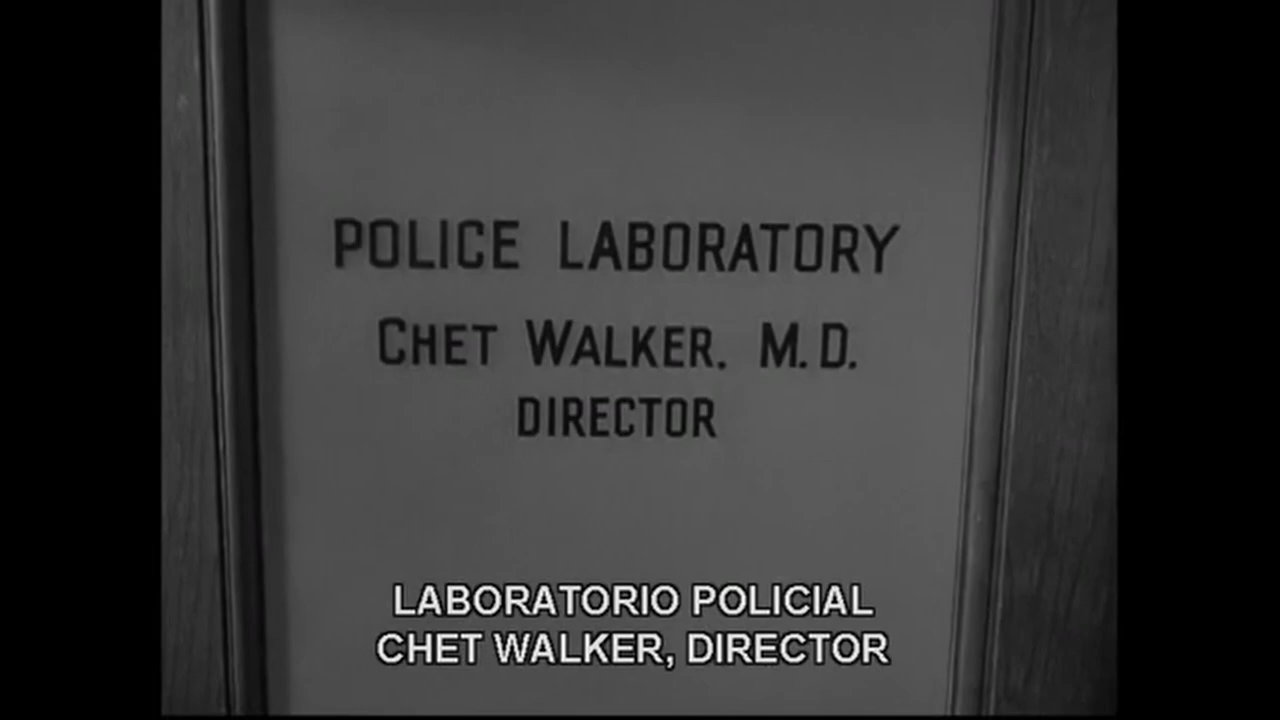 POLICE LABORATORY
CHET WALKER. M.D.
DIRECTOR
LABORATORIO POLICIAL
CHET WALKER, DIRECTOR